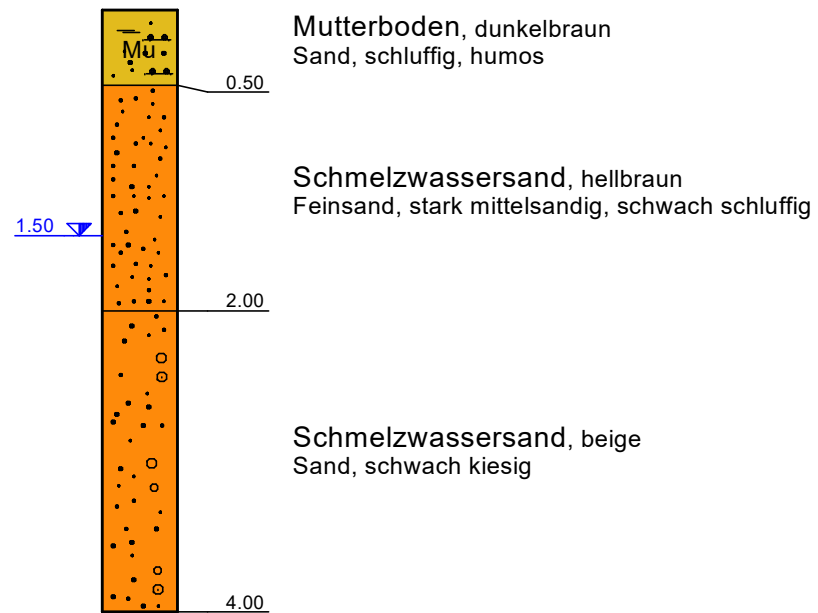 Mutterboden, dunkelbraun
Sand, schluffig, humos
Mu
0.50
Schmelzwassersand, hellbraun
Feinsand, stark mittelsandig, schwach schluffig
1.50
2.00
Schmelzwassersand, beige
Sand, schwach kiesig
4.00